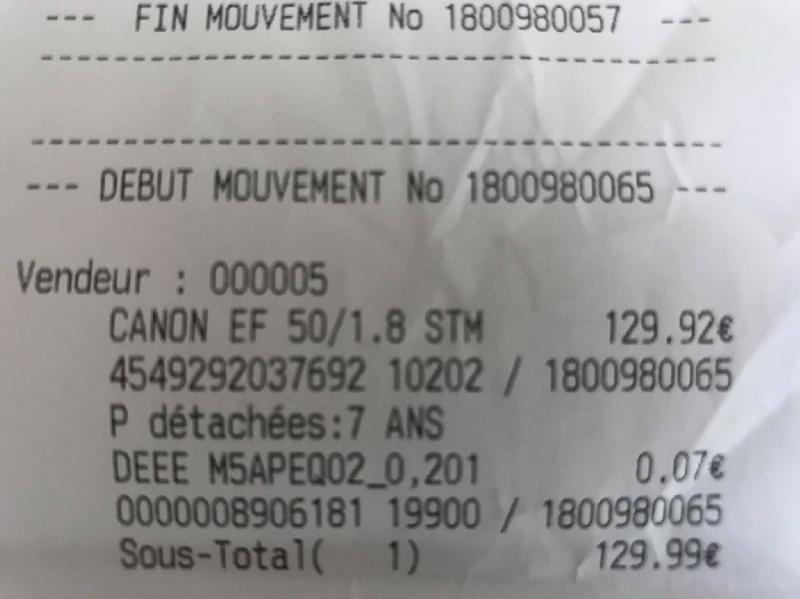 --- FIN MOUVEMENT No 1800980057 ---
------------------------------------
------------------------------------
--- DEBUT MOUVEMENT No 1800980065 ---
Vendeur : 000005
CANON EF 50/1.8 STM 129.92€
4549292037692 10202 / 1800980065
P détachées:7 ANS
DEEE M5APEQ02_0,201 0.07€
0000008906181 19900 / 1800980065
Sous-Total( 1) 129.99€